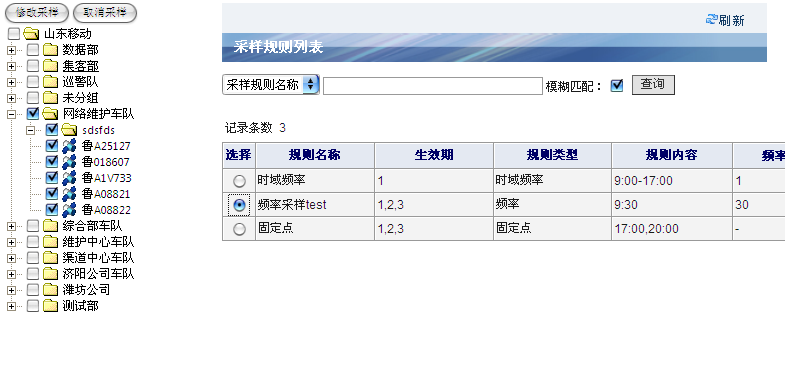 修改采样 取消采样
山东移动
数据部
集客部
巡警队
未分组
网络维护车队
sdsfds
鲁A25127
鲁018607
鲁A1V733
鲁A08821
鲁A08822
综合部车队
维护中心车队
渠道中心车队
济阳公司车队
潍坊公司
测试部
刷新
采样规则列表
采样规则名称 模糊匹配： 查询
记录条数 3
选择 规则名称 生效期 规则类型 规则内容 频率
时域频率 1 时域频率 9:00-17:00 1
频率采样test 1,2,3 频率 9:30 30
固定点 1,2,3 固定点 17:00,20:00 -